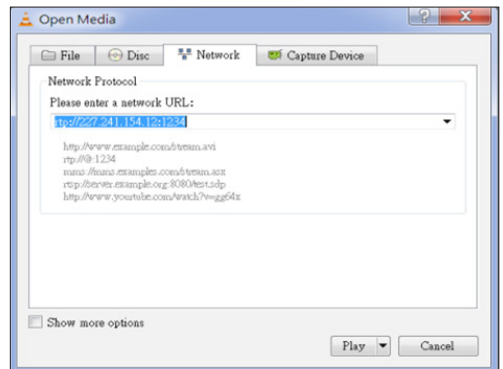 Open Media
File Disc Network Capture Device
Network Protocol
Please enter a network URL:
rtp://227.241.154.12:1234
http://www.example.com/stream.avi
rtp://@:1234
mms://mms.examples.com/stream.asx
rtsp://server.example.org:8080/test.sdp
http://www.yourtube.com/watch?v=gg64x
Show more options
Play Cancel